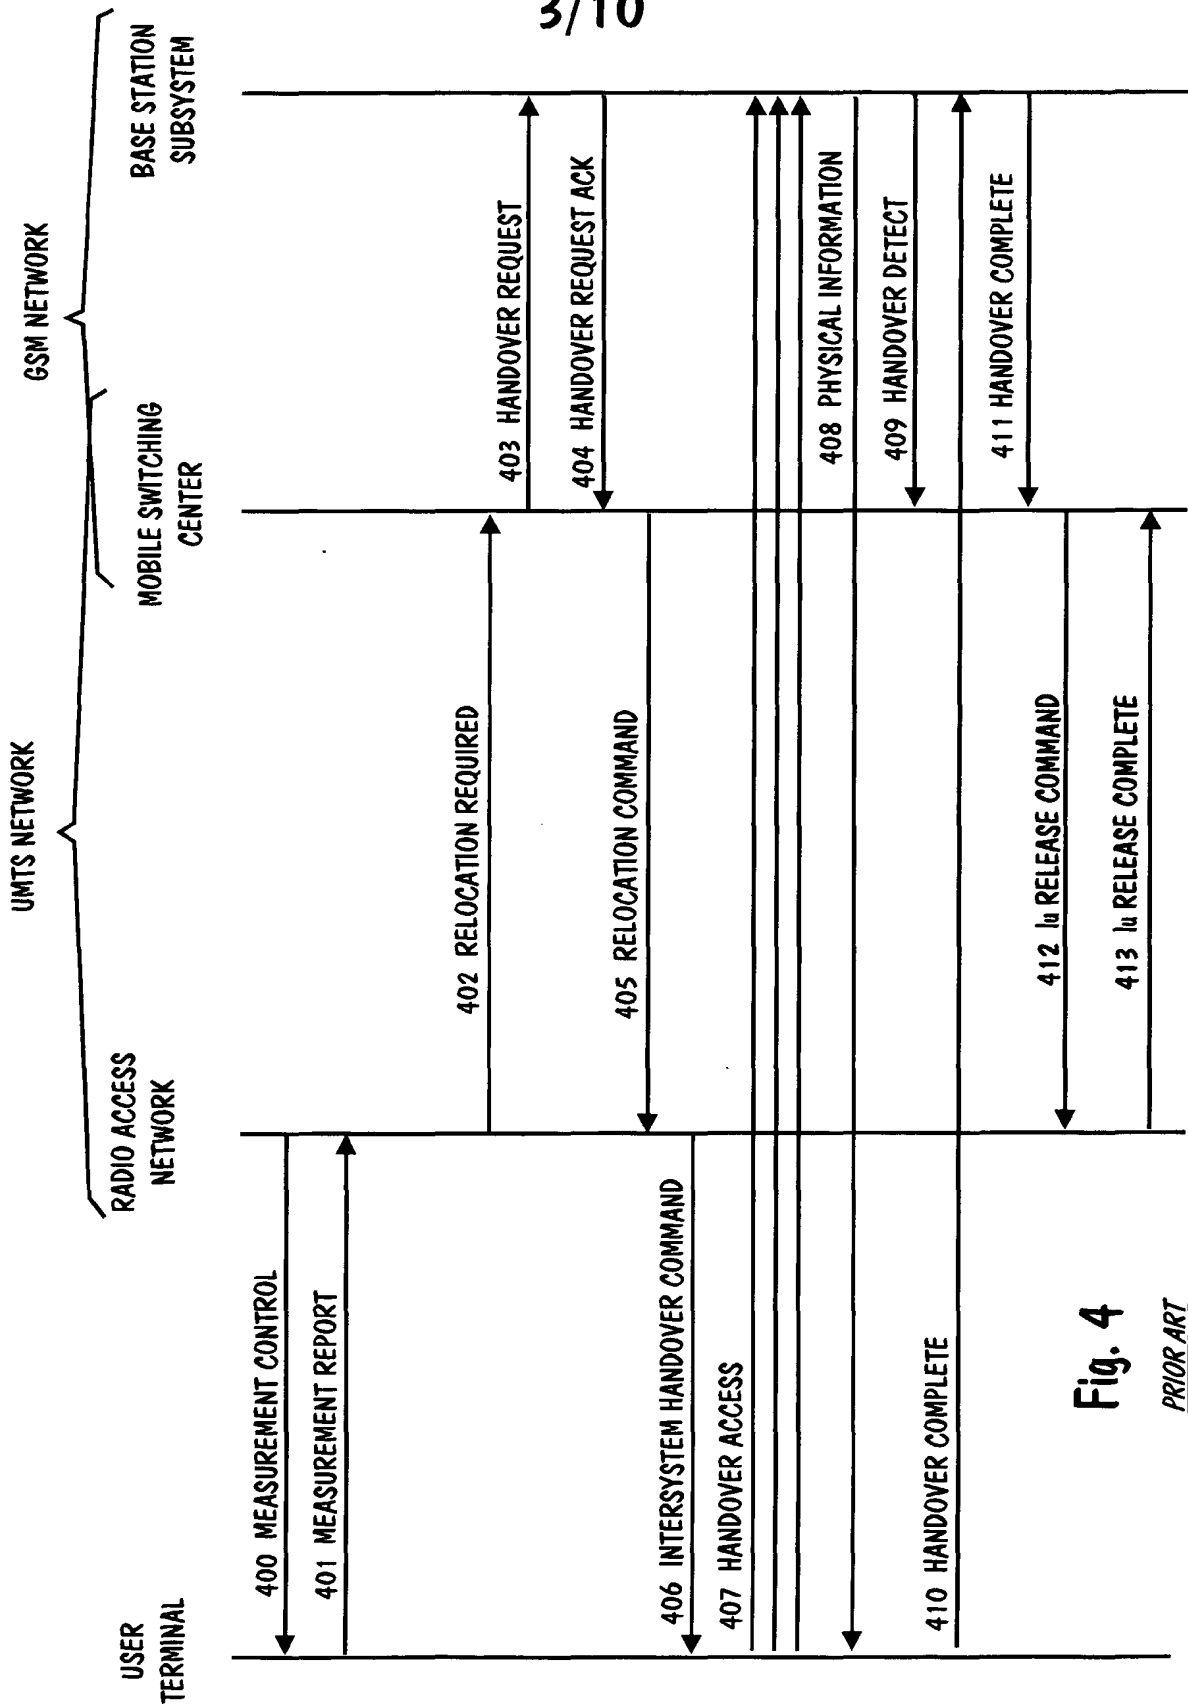 3/10
UMTS NETWORK
GSM NETWORK
USER
TERMINAL
RADIO ACCESS
NETWORK
MOBILE SWITCHING
CENTER
BASE STATION
SUBSYSTEM
400 MEASUREMENT CONTROL
401 MEASUREMENT REPORT
402 RELOCATION REQUIRED
403 HANDOVER REQUEST
404 HANDOVER REQUEST ACK
405 RELOCATION COMMAND
406 INTERSYSTEM HANDOVER COMMAND
407 HANDOVER ACCESS
408 PHYSICAL INFORMATION
409 HANDOVER DETECT
410 HANDOVER COMPLETE
411 HANDOVER COMPLETE
412 Iu RELEASE COMMAND
413 Iu RELEASE COMPLETE
Fig. 4
PRIOR ART